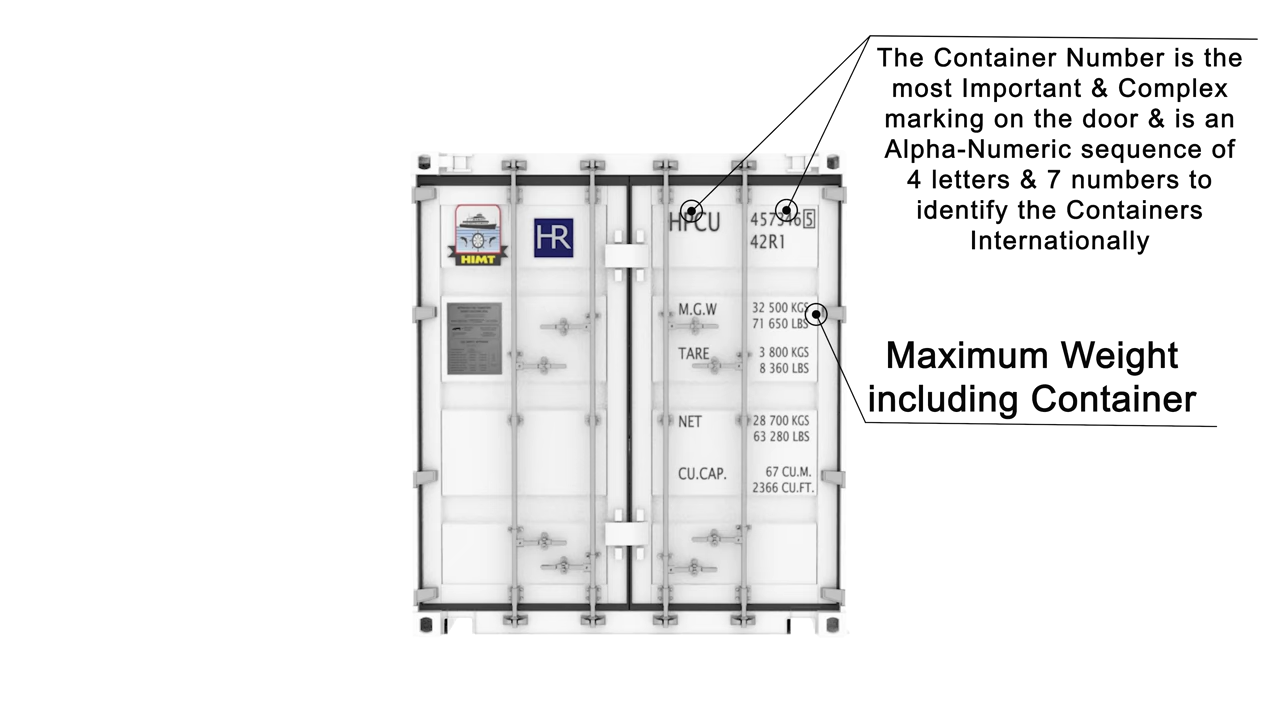 The Container Number is the
most Important & Complex
marking on the door & is an
Alpha-Numeric sequence of
4 letters & 7 numbers to
identify the Containers
Internationally
HIMT
HR
HPCU 457346 5
42R1
M.G.W 32 500 KGS
71 650 LBS
TARE 3 800 KGS
8 360 LBS
Maximum Weight
including Container
NET 28 700 KGS
63 280 LBS
CU.CAP. 67 CU.M.
2366 CU.FT.